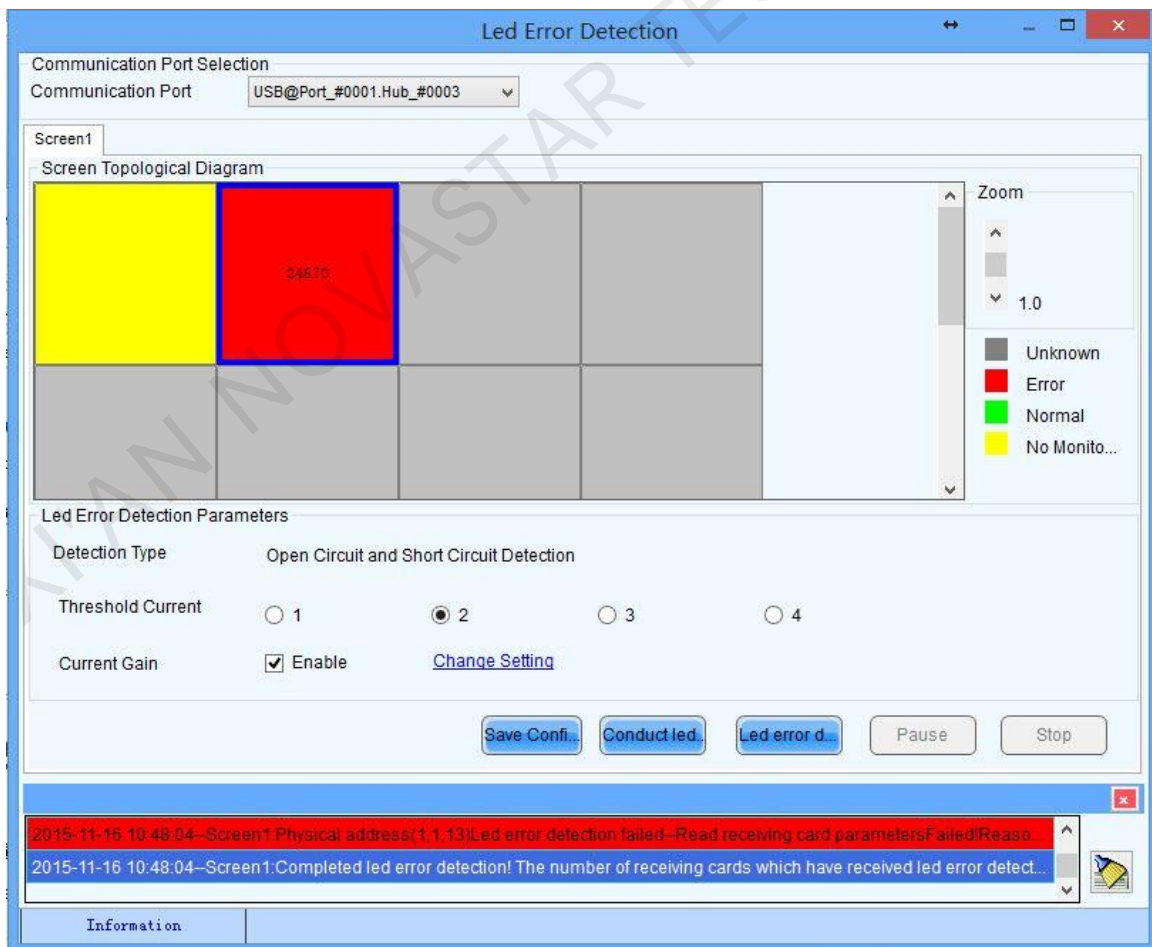 Led Error Detection
Communication Port Selection
Communication Port USB@Port_#0001.Hub_#0003
Screen1
Screen Topological Diagram
Zoom
24670
1.0
Unknown
Error
Normal
No Monito...
Led Error Detection Parameters
Detection Type Open Circuit and Short Circuit Detection
Threshold Current 1 2 3 4
Current Gain Enable Change Setting
Save Confi... Conduct led.. Led error d... Pause Stop
2015-11-16 10:48:04--Screen1:Physical address(1,1,13)Led error detection failed--Read receiving card parametersFailed!Reaso...
2015-11-16 10:48:04--Screen1:Completed led error detection! The number of receiving cards which have received led error detect...
Information
XI'AN NOVASTAR TEC